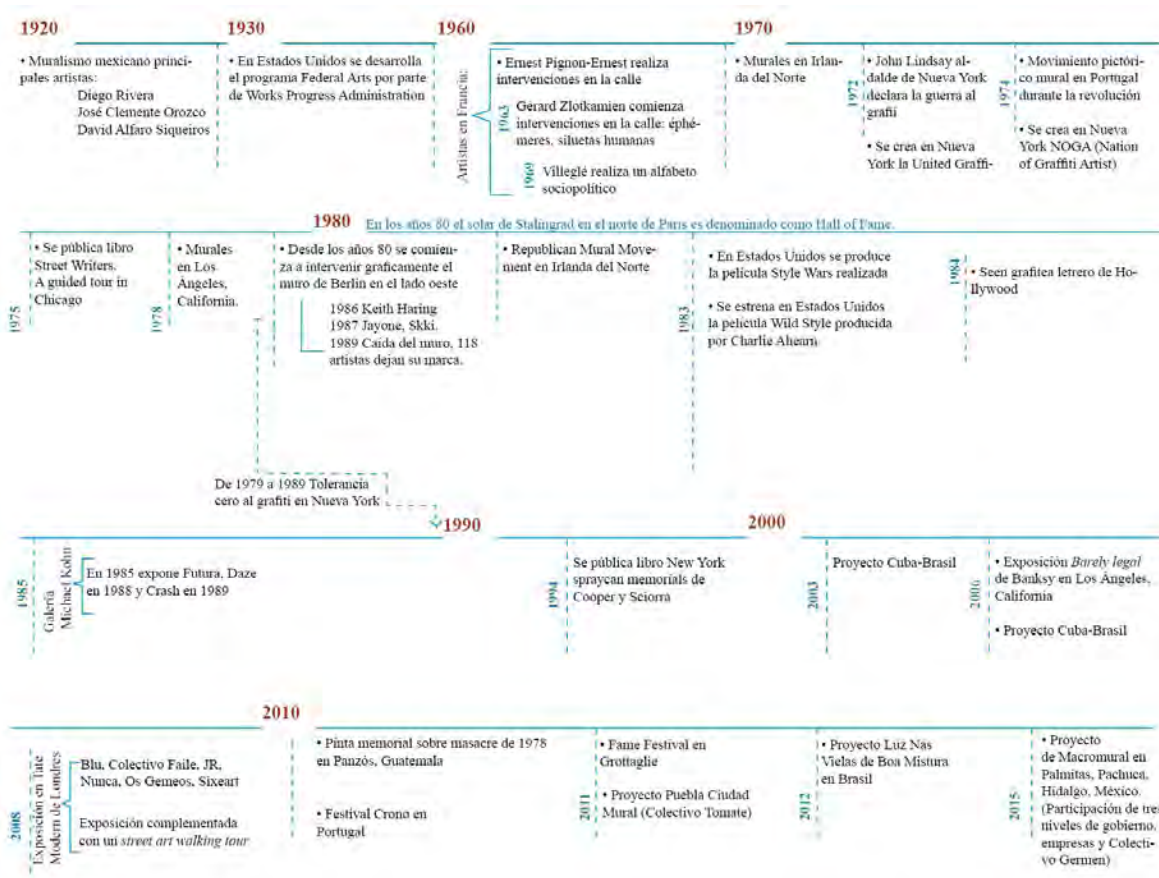 1920
• Muralismo mexicano princi-
pales artistas:
Diego Rivera
José Clemente Orozco
David Alfaro Siqueiros
1930
• En Estados Unidos se desarrolla
el programa Federal Arts por parte
de Works Progress Administration
1960
Artistas en Francia:
• Ernest Pignon-Ernest realiza
intervenciones en la calle
1963
Gérard Zlotkamien comienza
intervenciones en la calle: éphé-
meres, siluetas humanas
1969
Villeglé realiza un alfabeto
sociopolítico
1970
• Murales en Irlan-
da del Norte
1972
• John Lindsay al-
dalde de Nueva York
declara la guerra al
grafii
• Se crea en Nueva
York la United Graffi-
1974
• Movimiento pictóri-
co mural en Portugal
durante la revolución
• Se crea en Nueva
York NOGA (Nation
of Graffiti Artist)
1975
• Se pública libro
Street Writers.
A guided tour in
Chicago
1978
• Murales
en Los
Ángeles,
California.
1980
En los años 80 el solar de Stalingrad en el norte de Paris es denominado como Hall of Fame.
• Desde los años 80 se comien-
za a intervenir graficamente el
muro de Berlin en el lado oeste
1986 Keith Haring
1987 Jayone, Skki.
1989 Caida del muro, 118
artistas dejan su marca.
• Republican Mural Move-
ment en Irlanda del Norte
1983
• En Estados Unidos se produce
la película Style Wars realizada
• Se estrena en Estados Unidos
la película Wild Style producida
por Charlie Ahearn
1984
• Seen grafitea letrero de Ho-
llywood
De 1979 a 1989 Tolerancia
cero al grafiti en Nueva York
1985
Galería
Michael Kohn
En 1985 expone Futura, Daze
en 1988 y Crash en 1989
1990
1994
Se pública libro New York
spraycan memorials de
Cooper y Sciorra
2000
2003
Proyecto Cuba-Brasil
2006
• Exposición Barely legal
de Banksy en Los Ángeles,
California
• Proyecto Cuba-Brasil
2008
Exposición en Tate
Modern de Londres
Blu, Colectivo Faile, JR,
Nunca, Os Gemeos, Sixeart
Exposición complementada
con un street art walking tour
2010
• Pinta memorial sobre masacre de 1978
en Panzós, Guatemala
• Festival Crono en
Portugal
2011
• Fame Festival en
Grottaglie
• Proyecto Puebla Ciudad
Mural (Colectivo Tomate)
2012
• Proyecto Luz Nas
Vielas de Boa Mistura
en Brasil
2015
• Proyecto
de Macromural en
Palmitas, Pachuca,
Hidalgo, México.
(Participación de tres
niveles de gobierno,
empresas y Colecti-
vo Germen)